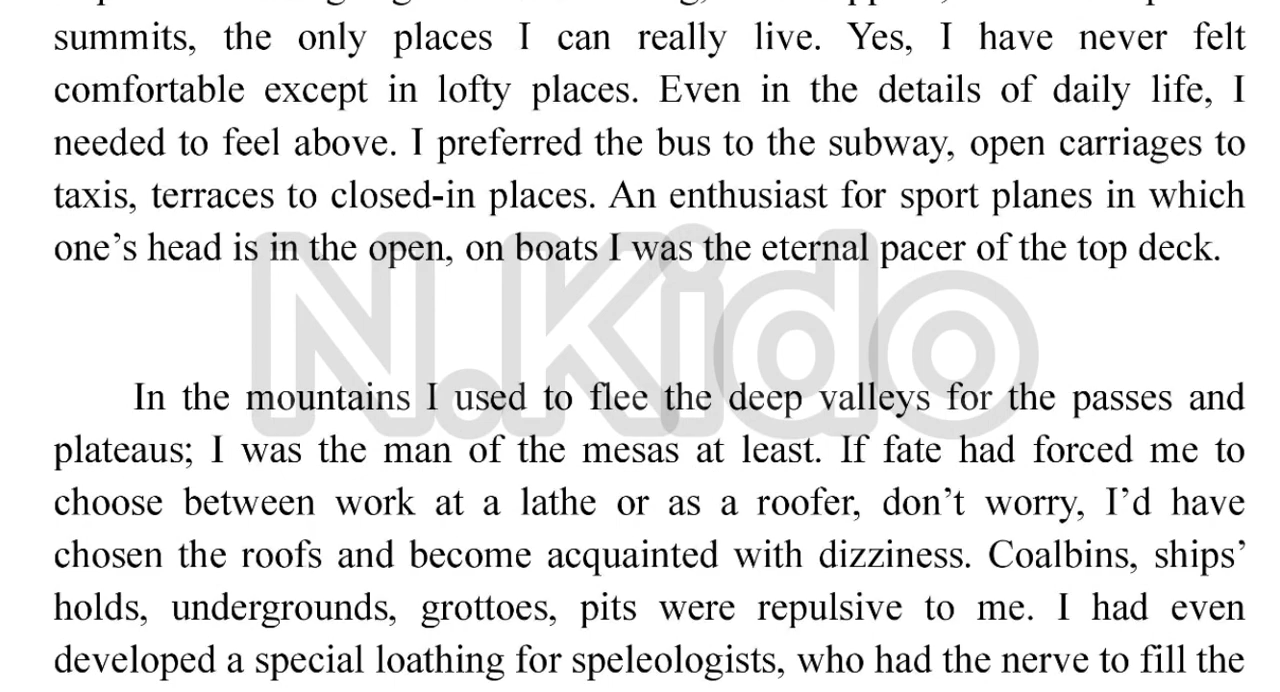 summits, the only places I can really live. Yes, I have never felt
comfortable except in lofty places. Even in the details of daily life, I
needed to feel above. I preferred the bus to the subway, open carriages to
taxis, terraces to closed-in places. An enthusiast for sport planes in which
one’s head is in the open, on boats I was the eternal pacer of the top deck.
N.Kido
In the mountains I used to flee the deep valleys for the passes and
plateaus; I was the man of the mesas at least. If fate had forced me to
choose between work at a lathe or as a roofer, don’t worry, I’d have
chosen the roofs and become acquainted with dizziness. Coalbins, ships’
holds, undergrounds, grottoes, pits were repulsive to me. I had even
developed a special loathing for speleologists, who had the nerve to fill the